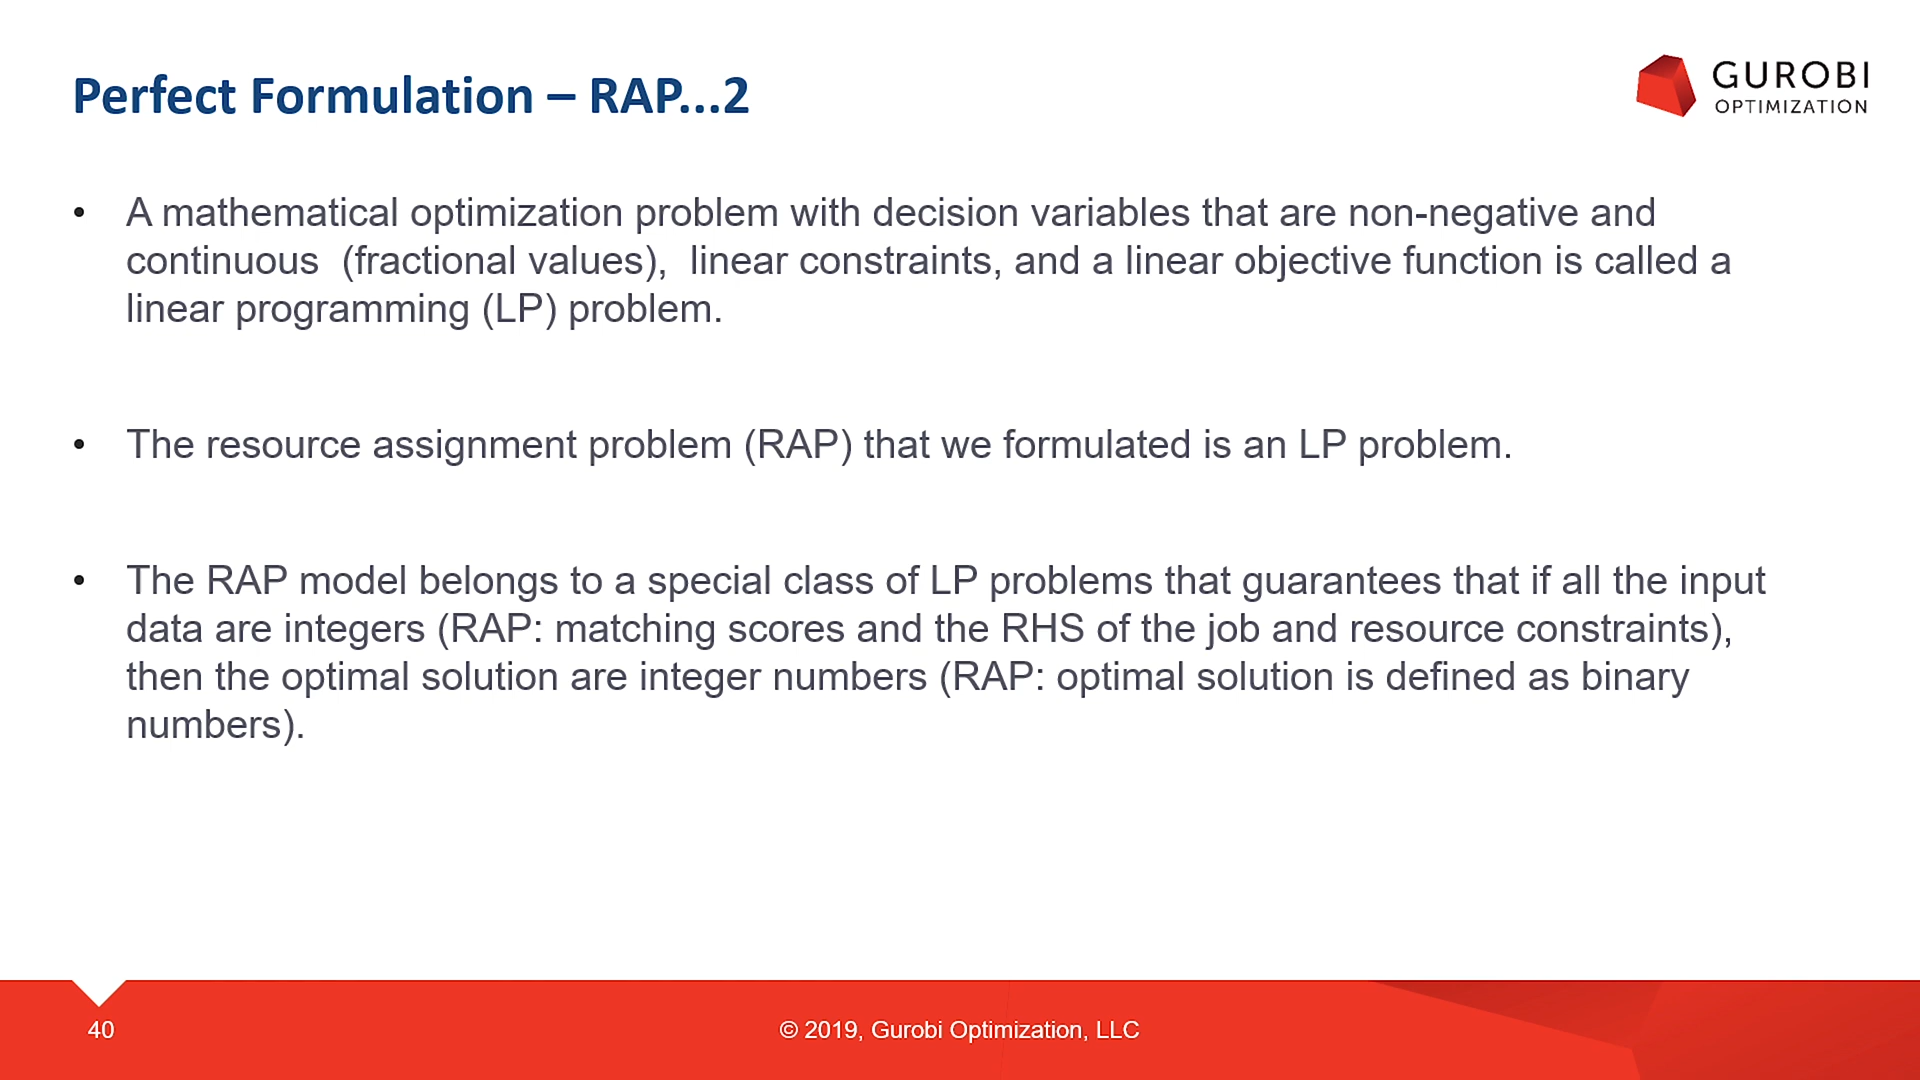 Perfect Formulation – RAP...2
GUROBI
OPTIMIZATION
• A mathematical optimization problem with decision variables that are non-negative and
continuous  (fractional values),  linear constraints, and a linear objective function is called a
linear programming (LP) problem.
• The resource assignment problem (RAP) that we formulated is an LP problem.
• The RAP model belongs to a special class of LP problems that guarantees that if all the input
data are integers (RAP: matching scores and the RHS of the job and resource constraints),
then the optimal solution are integer numbers (RAP: optimal solution is defined as binary
numbers).
40
© 2019, Gurobi Optimization, LLC